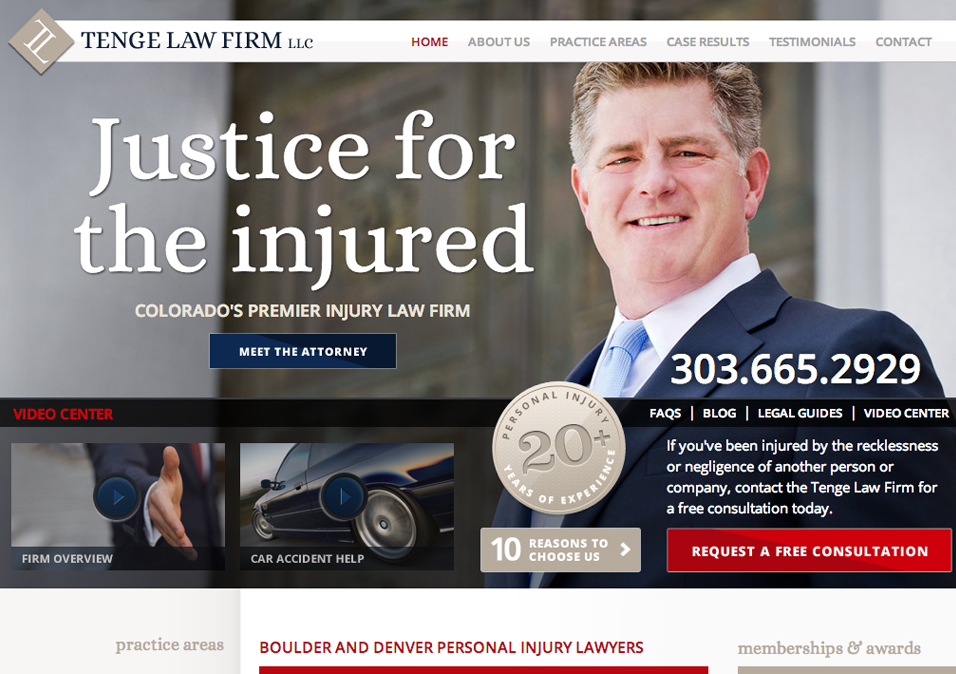 TENGE LAW FIRM LLC
HOME ABOUT US PRACTICE AREAS CASE RESULTS TESTIMONIALS CONTACT
Justice for
the injured
COLORADO'S PREMIER INJURY LAW FIRM
MEET THE ATTORNEY
303.665.2929
VIDEO CENTER
FAQS | BLOG | LEGAL GUIDES | VIDEO CENTER
PERSONAL INJURY
20+
YEARS OF EXPERIENCE
If you've been injured by the recklessness
or negligence of another person or
company, contact the Tenge Law Firm for
a free consultation today.
FIRM OVERVIEW
CAR ACCIDENT HELP
10 REASONS TO
CHOOSE US
REQUEST A FREE CONSULTATION
practice areas
BOULDER AND DENVER PERSONAL INJURY LAWYERS
memberships & awards